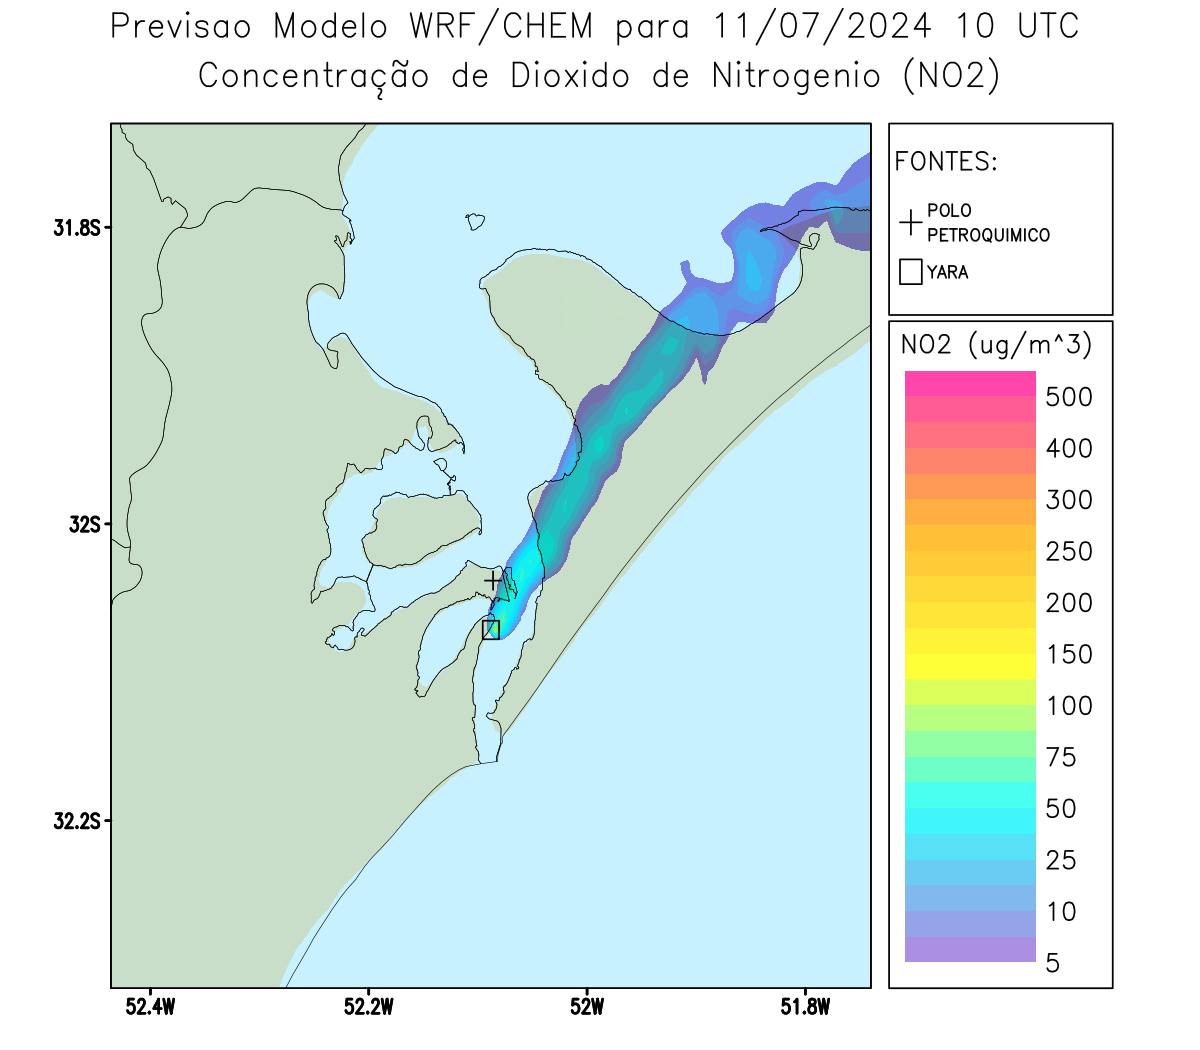 Previsao Modelo WRF/CHEM para 11/07/2024 10 UTC
Concentração de Dioxido de Nitrogenio (NO2)
FONTES:
POLO
PETROQUIMICO
YARA
31.8S
32S
32.2S
52.4W
52.2W
52W
51.8W
NO2 (ug/m^3)
500
400
300
250
200
150
100
75
50
25
10
5